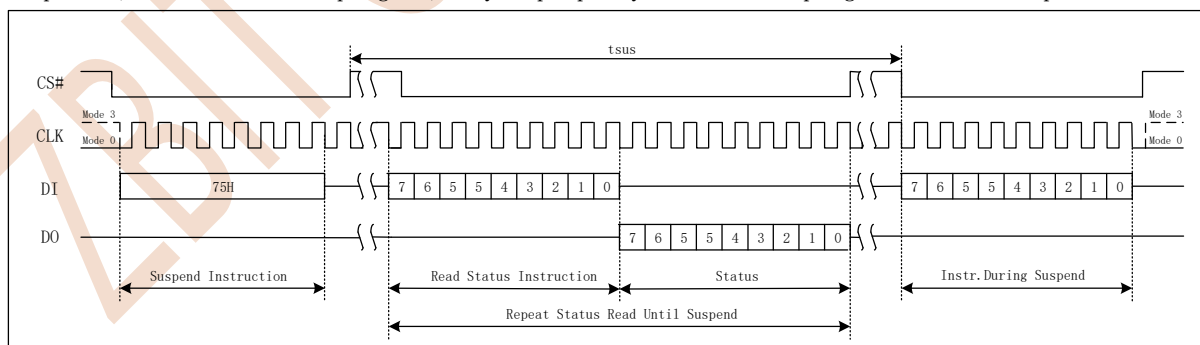 tsus
CS#
Mode 3
CLK
Mode 0
Mode 3
Mode 0
DI
75H
7 6 5 5 4 3 2 1 0
7 6 5 5 4 3 2 1 0
DO
7 6 5 5 4 3 2 1 0
Suspend Instruction
Read Status Instruction
Status
Instr.During Suspend
Repeat Status Read Until Suspend
ZBIT